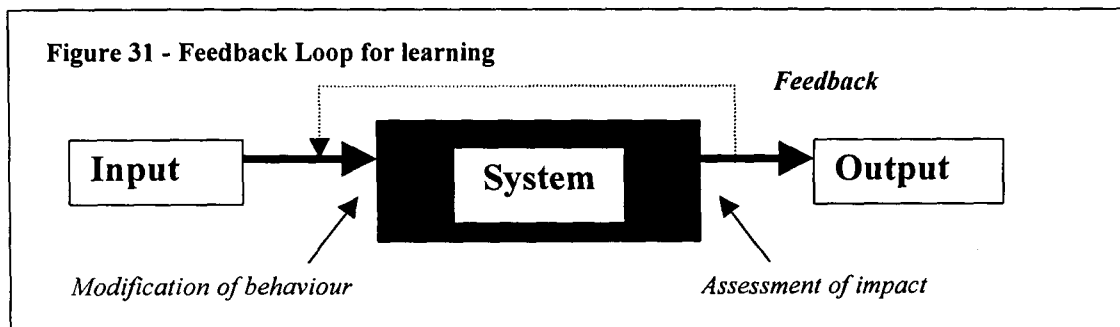 Figure 31 - Feedback Loop for learning
Feedback
Input
System
Output
Modification of behaviour
Assessment of impact